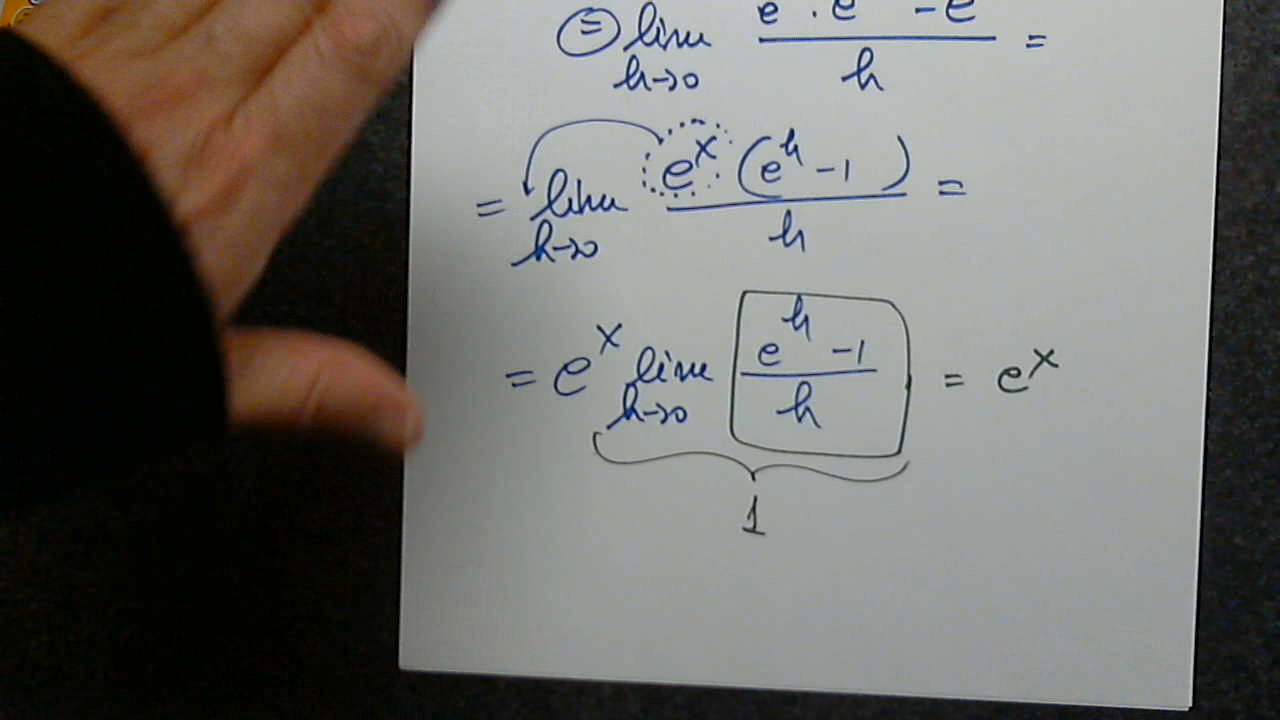 = lim h→0 e · e - e / h =
= lim h→0 e^x (e^h - 1) / h =
= e^x lim h→0 e^h - 1 / h = e^x
1